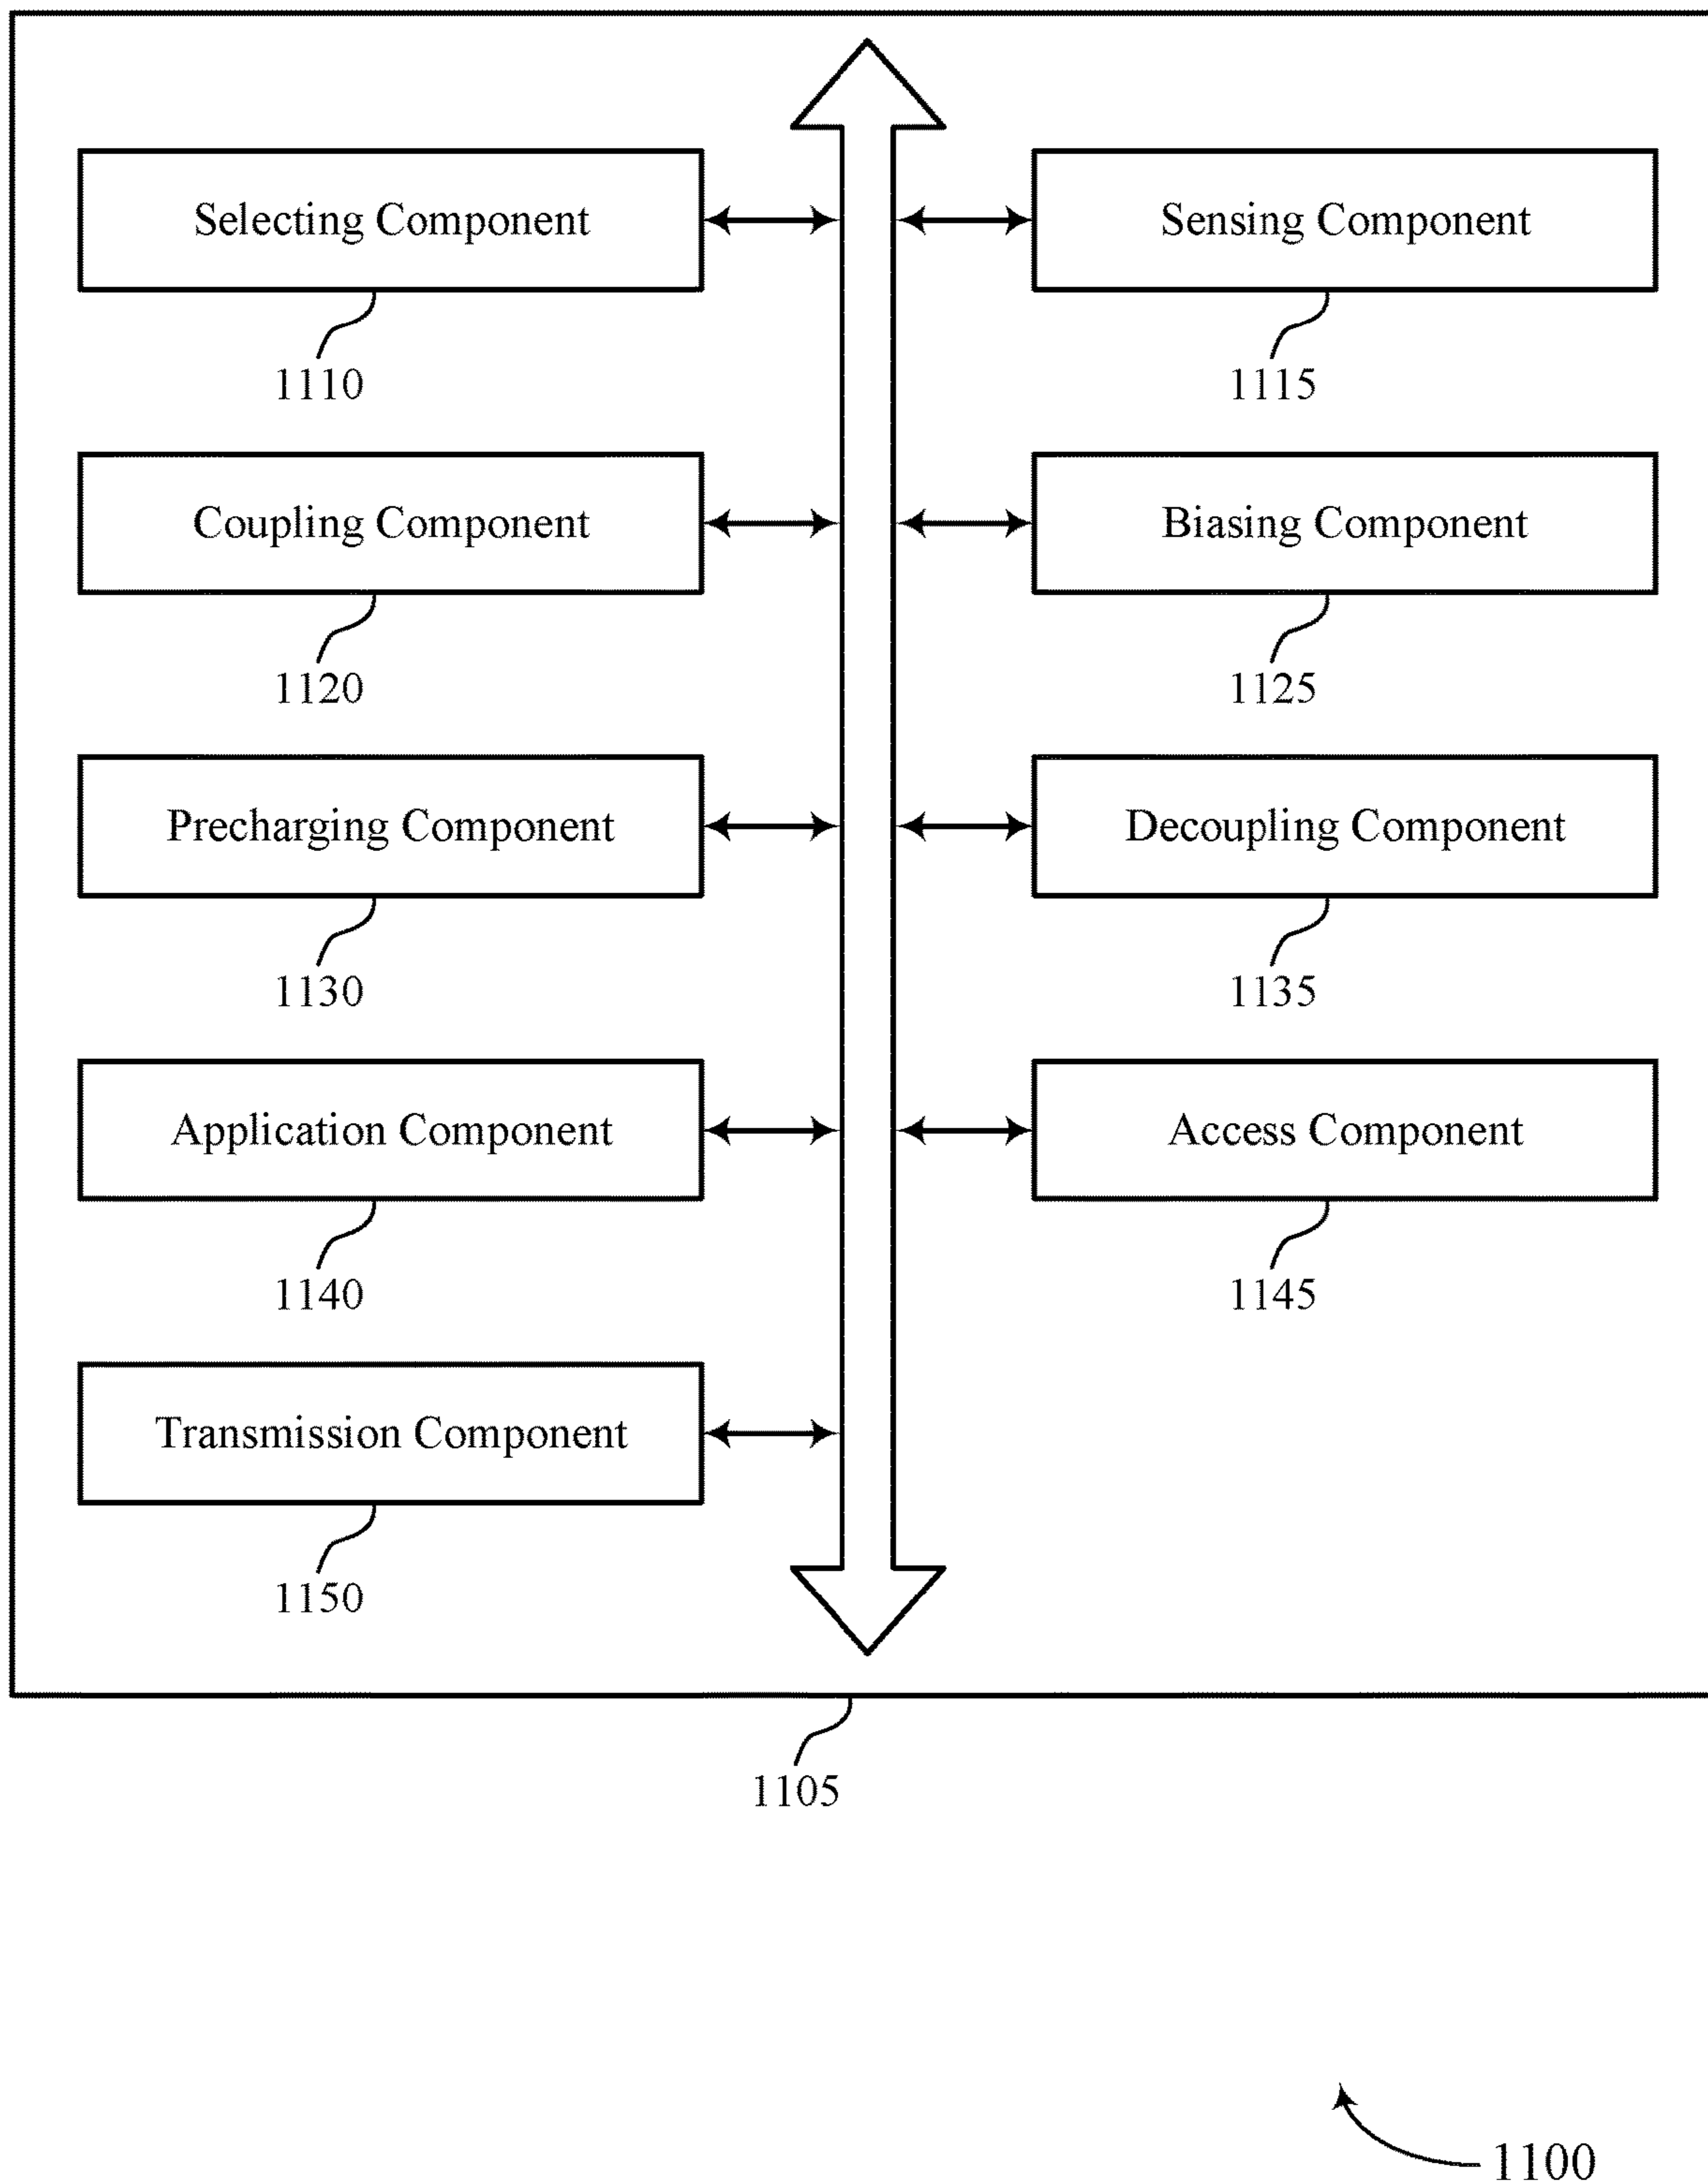 Selecting Component
Sensing Component
1110
1115
Coupling Component
Biasing Component
1120
1125
Precharging Component
Decoupling Component
1130
1135
Application Component
Access Component
1140
1145
Transmission Component
1150
1105
1100